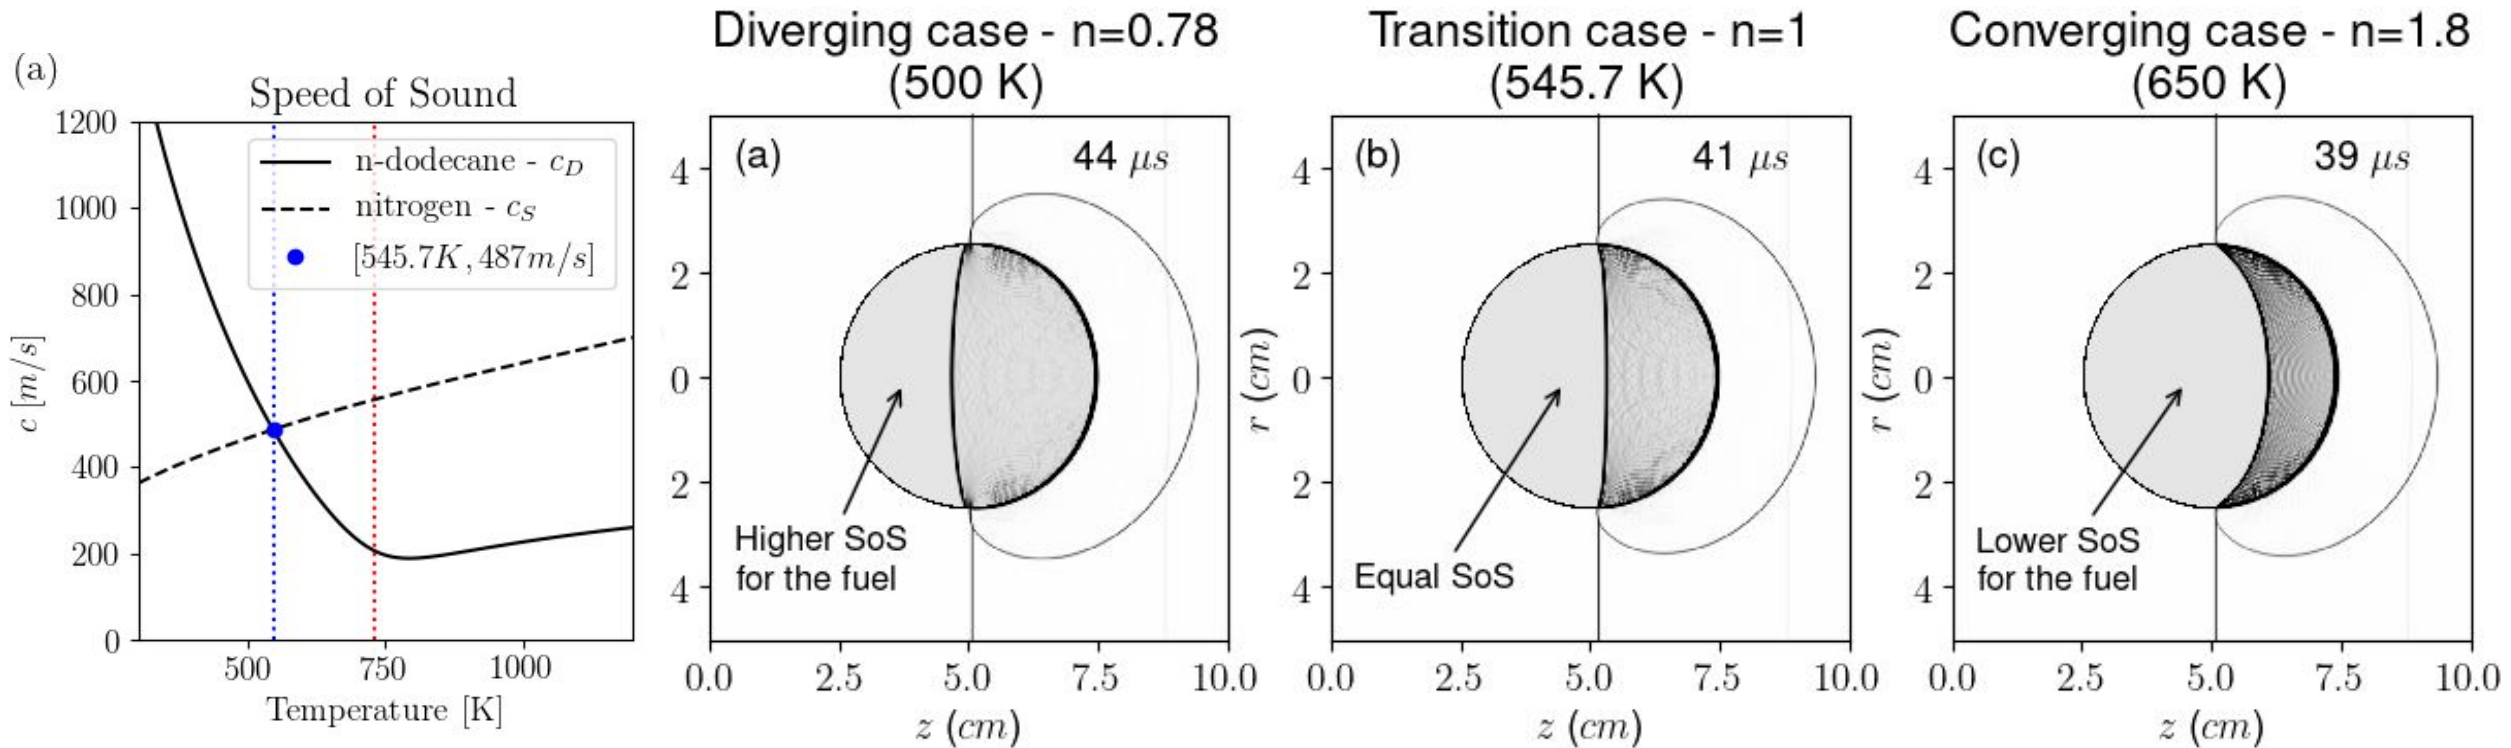 (a)
Speed of Sound
n-dodecane - c_D
nitrogen - c_S
[545.7K, 487m/s]
1200
1000
800
600
400
200
0
c [m/s]
500
750
1000
Temperature [K]
Diverging case - n=0.78
(500 K)
(a)
44 μs
Higher SoS
for the fuel
4
2
0
2
4
0.0
2.5
5.0
7.5
10.0
z (cm)
r (cm)
Transition case - n=1
(545.7 K)
(b)
41 μs
Equal SoS
4
2
0
2
4
0.0
2.5
5.0
7.5
10.0
z (cm)
r (cm)
Converging case - n=1.8
(650 K)
(c)
39 μs
Lower SoS
for the fuel
4
2
0
2
4
0.0
2.5
5.0
7.5
10.0
z (cm)